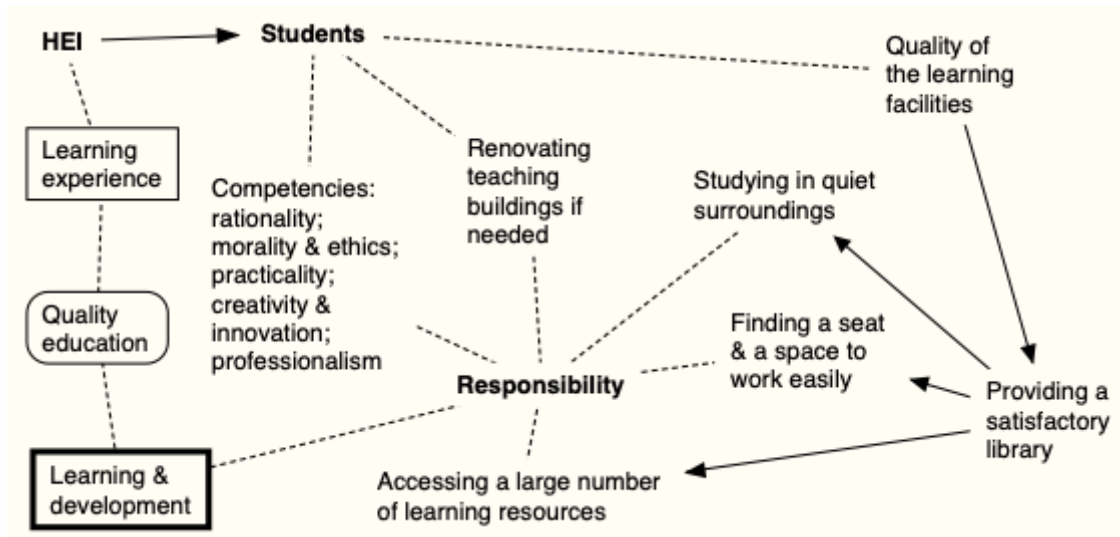 HEI
Students
Quality of
the learning
facilities
Learning
experience
Renovating
teaching
buildings if
needed
Studying in quiet
surroundings
Competencies:
rationality;
morality & ethics;
practicality;
creativity &
innovation;
professionalism
Quality
education
Finding a seat
& a space to
work easily
Responsibility
Providing a
satisfactory
library
Learning &
development
Accessing a large number
of learning resources